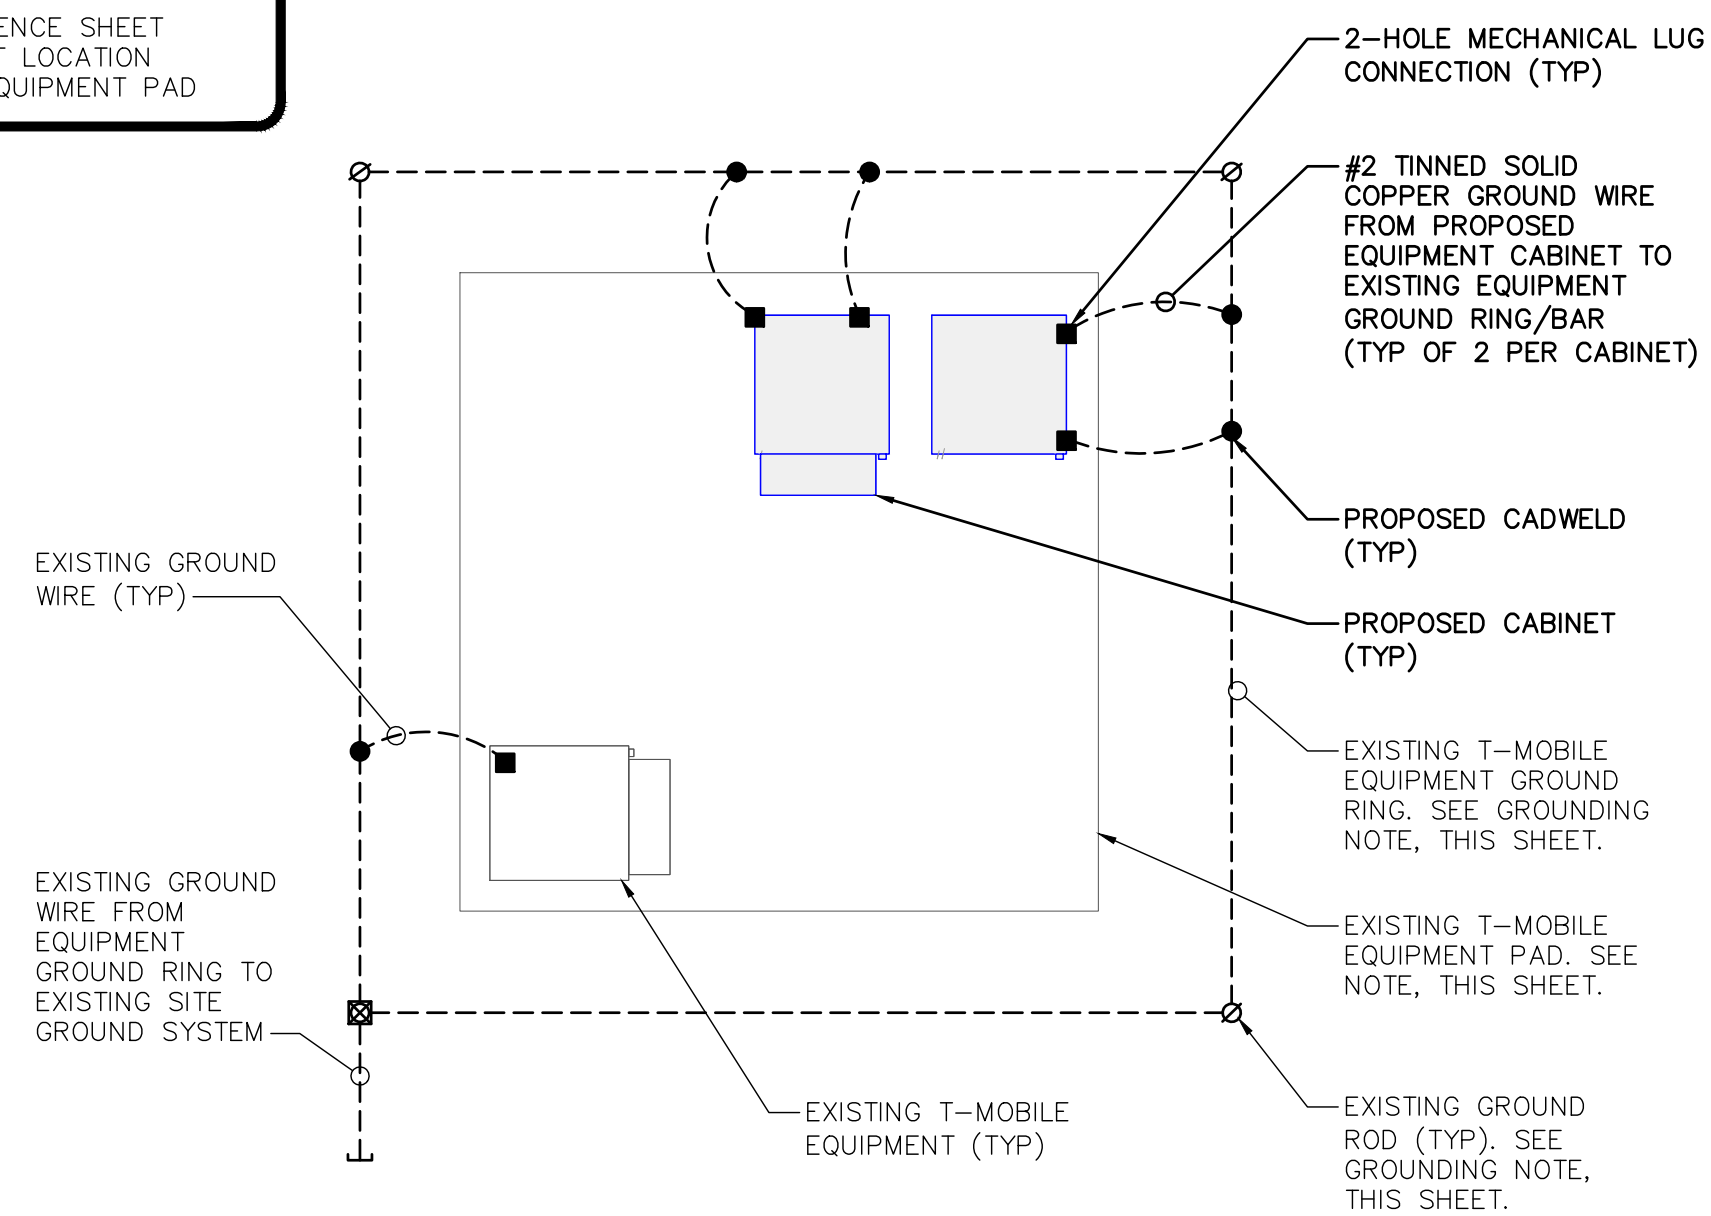 SHEET
LOCATION
PAD
2-HOLE MECHANICAL LUG
CONNECTION (TYP)
#2 TINNED SOLID
COPPER GROUND WIRE
FROM PROPOSED
EQUIPMENT CABINET TO
EXISTING EQUIPMENT
GROUND RING/BAR
(TYP OF 2 PER CABINET)
PROPOSED CADWELD
(TYP)
PROPOSED CABINET
(TYP)
EXISTING GROUND
WIRE (TYP)
EXISTING T-MOBILE
EQUIPMENT GROUND
RING. SEE GROUNDING
NOTE, THIS SHEET.
EXISTING GROUND
WIRE FROM
EQUIPMENT
GROUND RING TO
EXISTING SITE
GROUND SYSTEM
EXISTING T-MOBILE
EQUIPMENT PAD. SEE
NOTE, THIS SHEET.
EXISTING T-MOBILE
EQUIPMENT (TYP)
EXISTING GROUND
ROD (TYP). SEE
GROUNDING NOTE,
THIS SHEET.